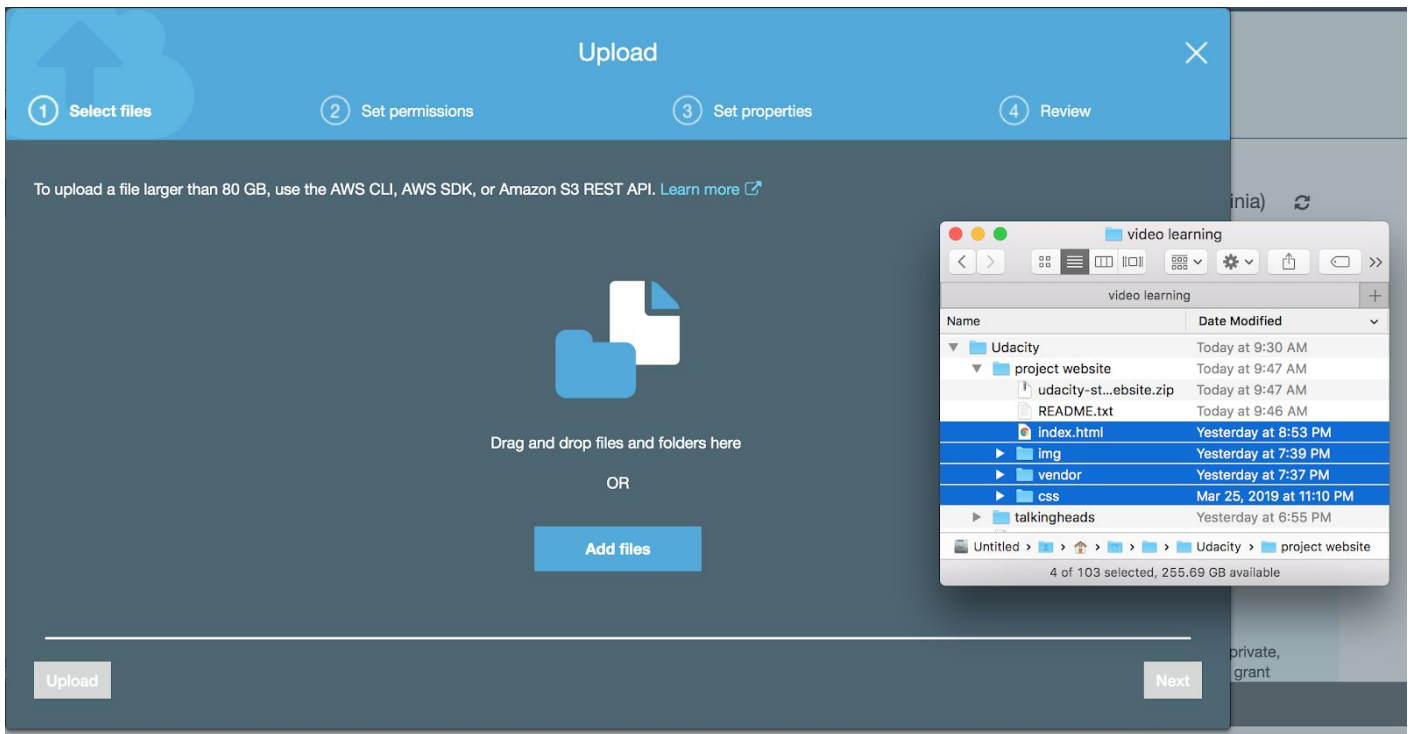 Upload
1 Select files 2 Set permissions 3 Set properties 4 Review
To upload a file larger than 80 GB, use the AWS CLI, AWS SDK, or Amazon S3 REST API. Learn more
Drag and drop files and folders here
OR
Add files
Upload
Next
inia)
video learning
video learning
Name Date Modified
Udacity Today at 9:30 AM
project website Today at 9:47 AM
udacity-st...ebsite.zip Today at 9:47 AM
README.txt Today at 9:46 AM
index.html Yesterday at 8:53 PM
img Yesterday at 7:39 PM
vendor Yesterday at 7:37 PM
css Mar 25, 2019 at 11:10 PM
talkingheads Yesterday at 6:55 PM
Untitled › › › › › Udacity › project website
4 of 103 selected, 255.69 GB available
private,
grant